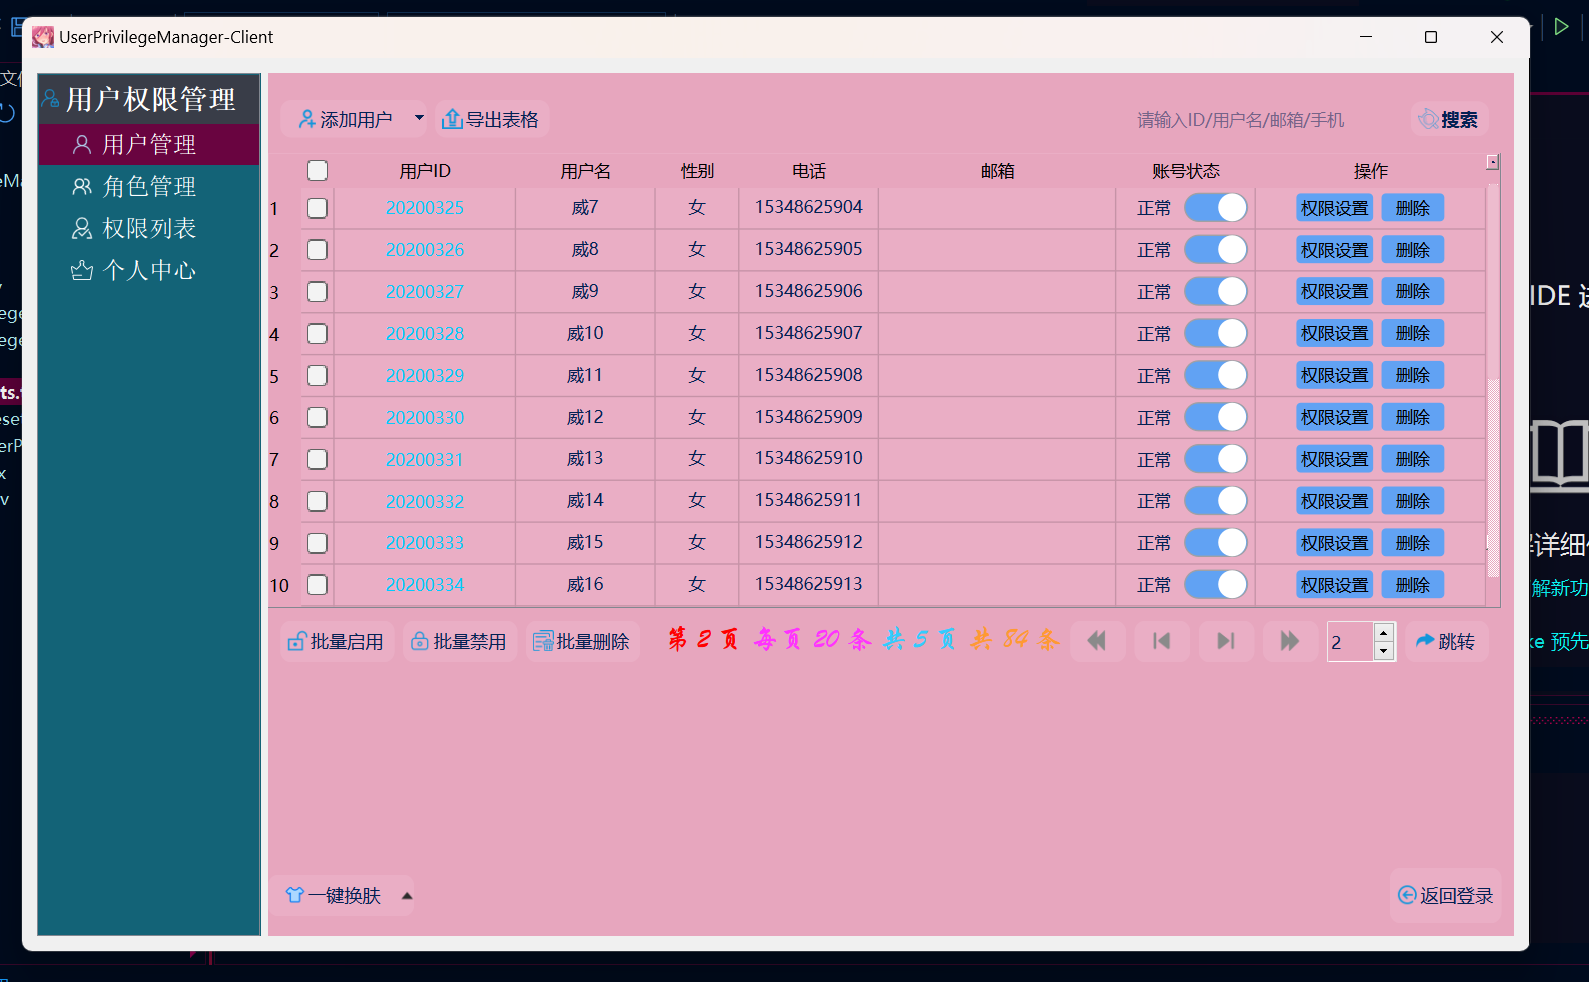 UserPrivilegeManager-Client
用户权限管理
用户管理
角色管理
权限列表
个人中心
添加用户
导出表格
请输入ID/用户名/邮箱/手机
搜索
用户ID 用户名 性别 电话 邮箱 账号状态 操作
1 20200325 威7 女 15348625904 正常 权限设置 删除
2 20200326 威8 女 15348625905 正常 权限设置 删除
3 20200327 威9 女 15348625906 正常 权限设置 删除
4 20200328 威10 女 15348625907 正常 权限设置 删除
5 20200329 威11 女 15348625908 正常 权限设置 删除
6 20200330 威12 女 15348625909 正常 权限设置 删除
7 20200331 威13 女 15348625910 正常 权限设置 删除
8 20200332 威14 女 15348625911 正常 权限设置 删除
9 20200333 威15 女 15348625912 正常 权限设置 删除
10 20200334 威16 女 15348625913 正常 权限设置 删除
批量启用 批量禁用 批量删除 第 2 页 每 页 20 条 共 5 页 共 84 条 2 跳转
一键换肤
返回登录
IDE
详细
解新功
预先